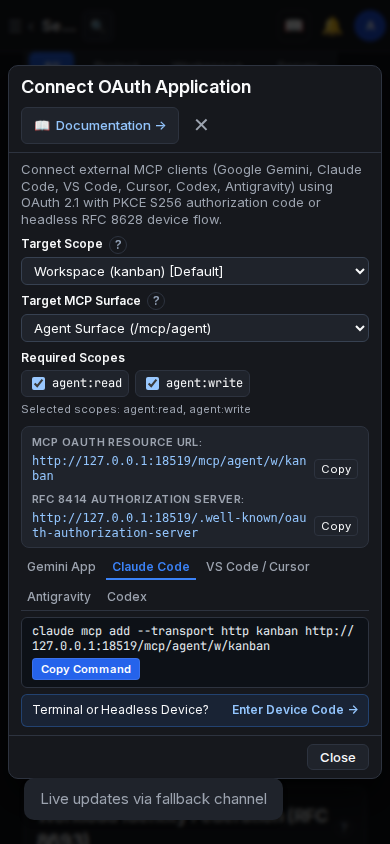 Connect OAuth Application
📖 Documentation →
✕
Connect external MCP clients (Google Gemini, Claude
Code, VS Code, Cursor, Codex, Antigravity) using
OAuth 2.1 with PKCE S256 authorization code or
headless RFC 8628 device flow.
Target Scope ?
Workspace (kanban) [Default]
Target MCP Surface ?
Agent Surface (/mcp/agent)
Required Scopes
agent:read agent:write
Selected scopes: agent:read, agent:write
MCP OAUTH RESOURCE URL:
http://127.0.0.1:18519/mcp/agent/w/kan
ban
Copy
RFC 8414 AUTHORIZATION SERVER:
http://127.0.0.1:18519/.well-known/oau
th-authorization-server
Copy
Gemini App Claude Code VS Code / Cursor
Antigravity Codex
claude mcp add --transport http kanban http://
127.0.0.1:18519/mcp/agent/w/kanban
Copy Command
Terminal or Headless Device? Enter Device Code →
Close
Live updates via fallback channel